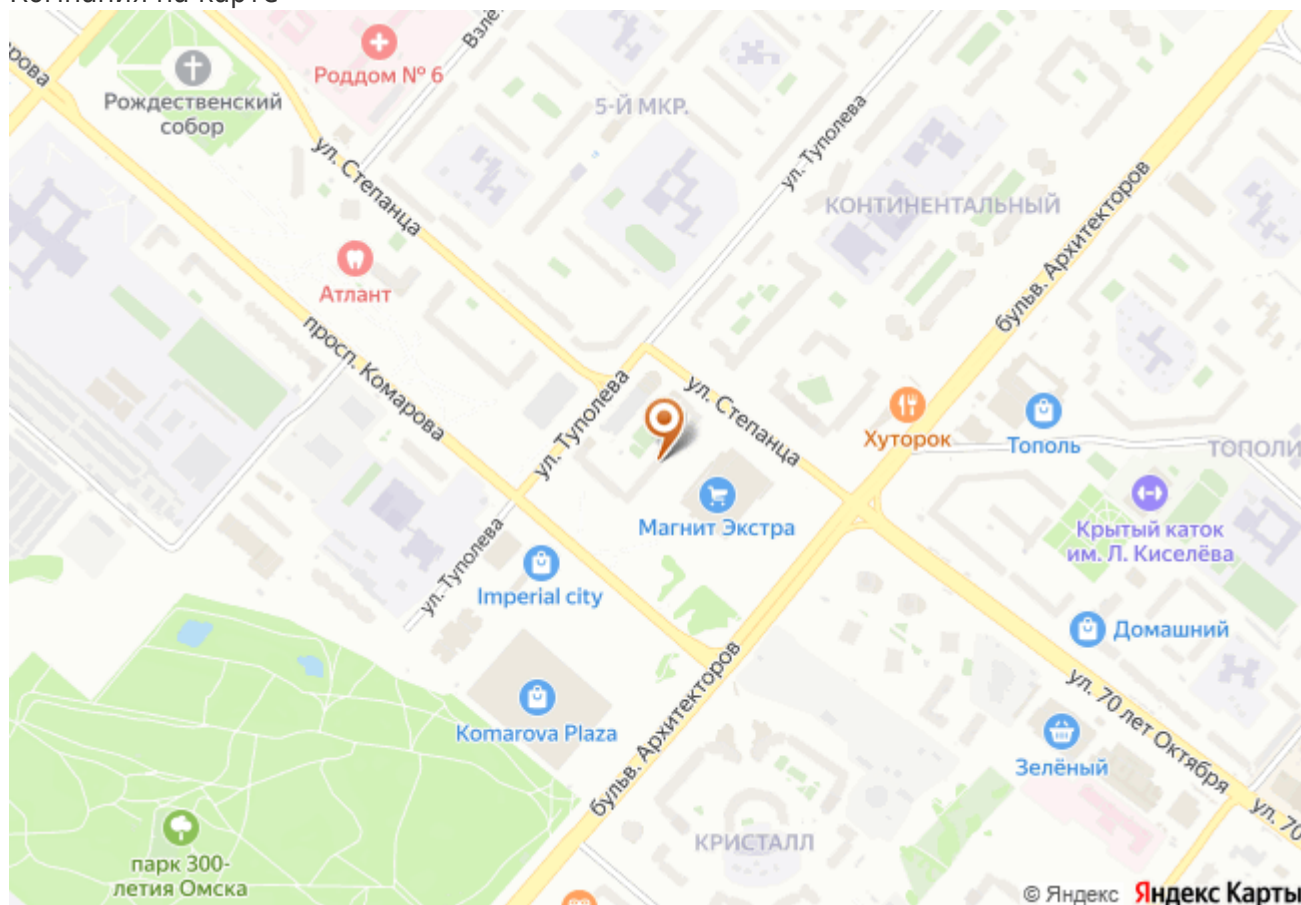 Роддом № 6
Рождественский
собор
5-Й МКР.
ул. Степанца
ул. Туполева
КОНТИНЕНТАЛЬНЫЙ
бульв. Архитекторов
Атлант
просп. Комарова
ул. Туполева
ул. Степанца
Хуторок
Тополь
Магнит Экстра
Крытый каток
им. Л. Киселёва
ул. Туполева
Imperial city
Домашний
Komarova Plaza
бульв. Архитекторов
ул. 70 лет Октября
Зелёный
ул. 70
КРИСТАЛЛ
парк 300-
летия Омска
© Яндекс Яндекс Карты